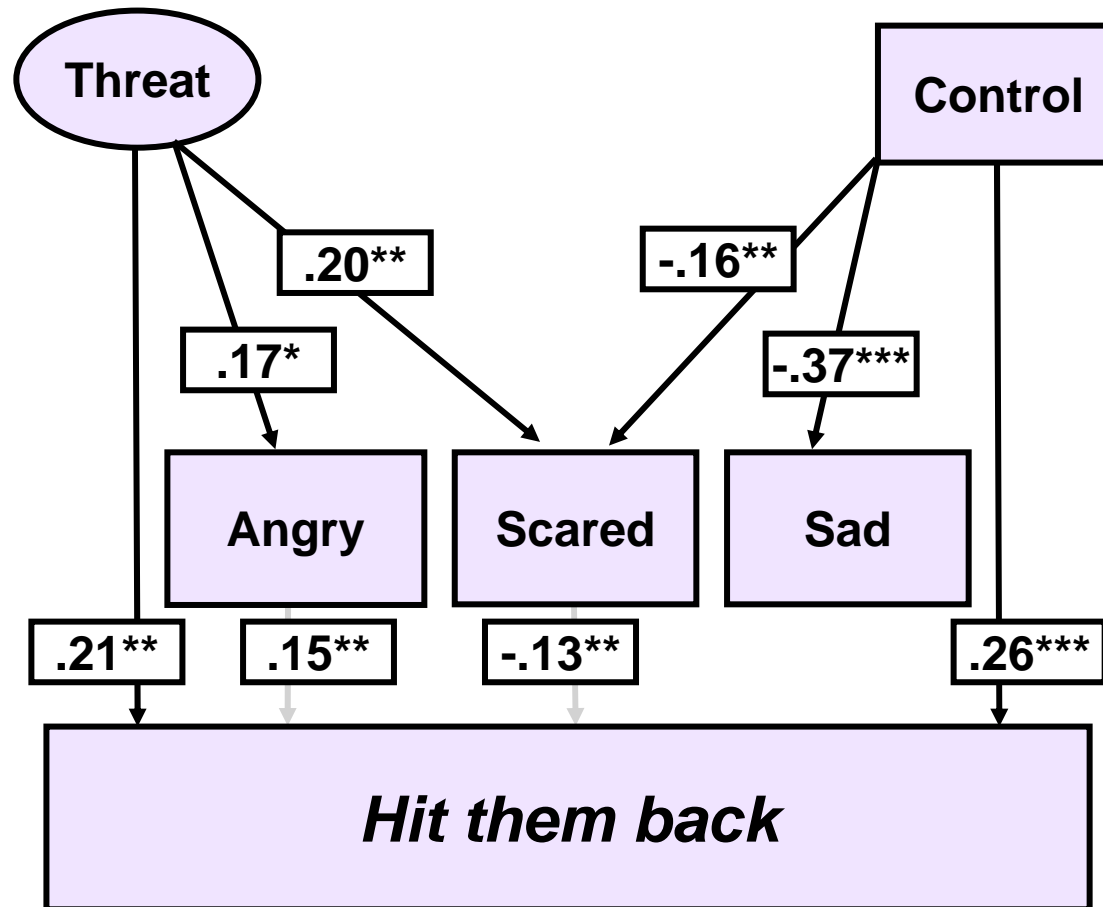 Threat
Control
.20**
-.16**
.17*
-.37***
Angry
Scared
Sad
.21**
.15**
-.13**
.26***
Hit them back